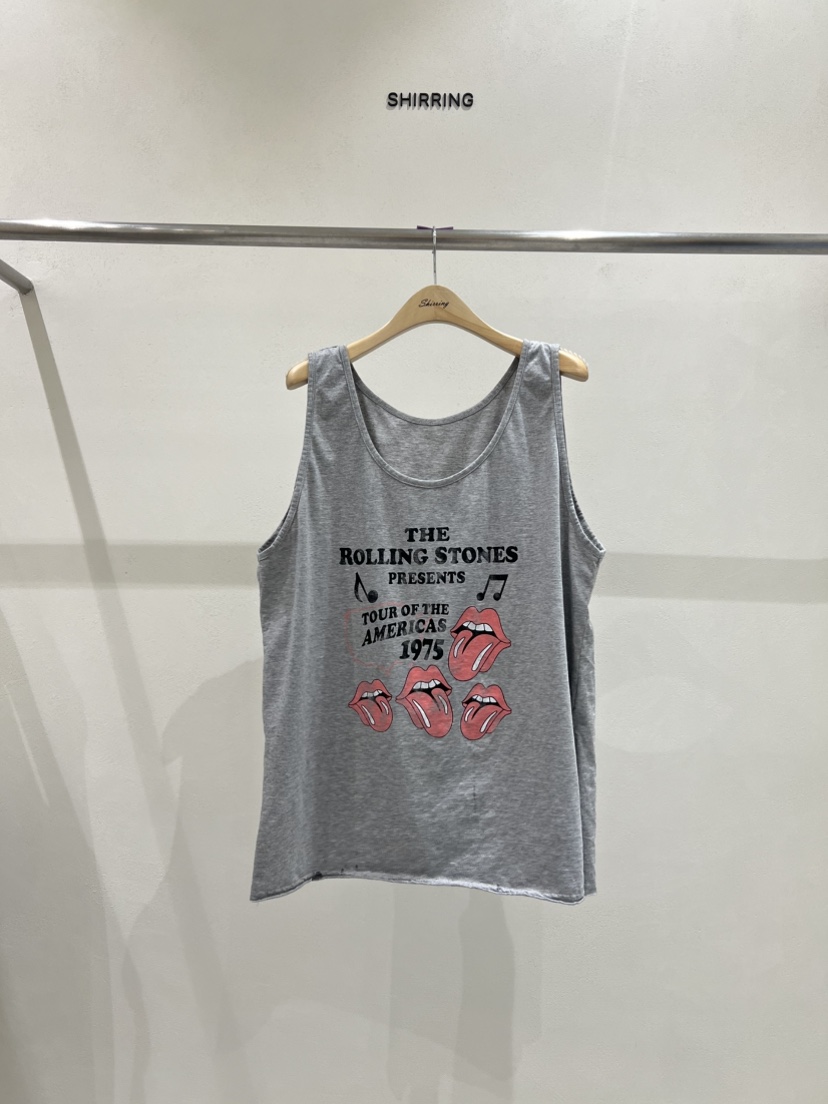 SHIRRING
Shirring
THE
ROLLING STONES
PRESENTS
TOUR OF THE
AMERICAS
1975